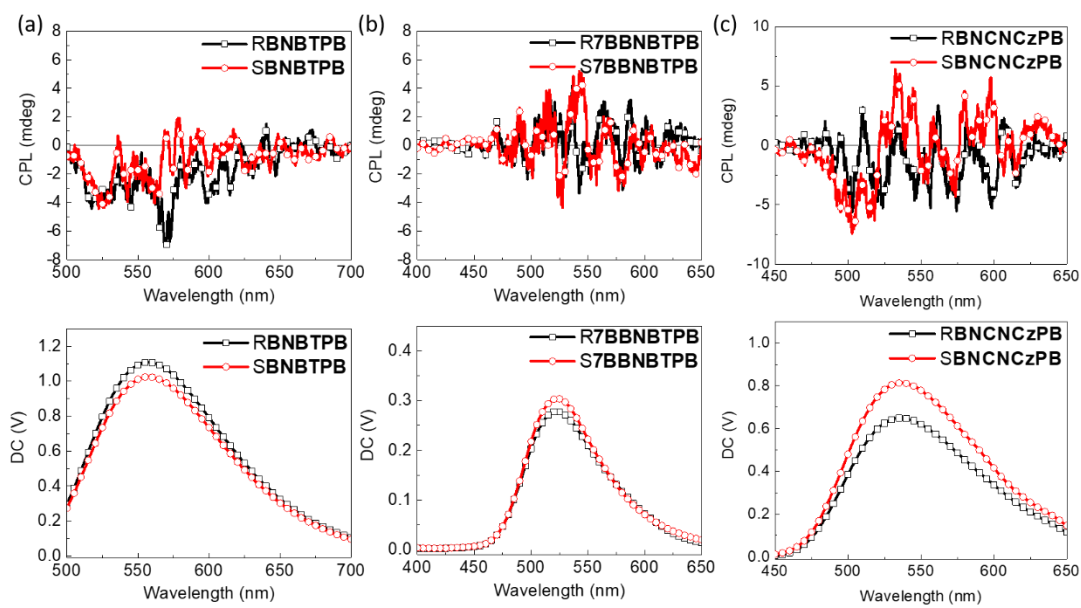 (a)
RBNBTPB
SBNBTPB
CPL (mdeg)
8
6
4
2
0
-2
-4
-6
-8
500
550
600
650
700
Wavelength (nm)
(b)
R7BBNBTPB
S7BBNBTPB
CPL (mdeg)
8
6
4
2
0
-2
-4
-6
-8
400
450
500
550
600
650
Wavelength (nm)
(c)
RBNCNCzPB
SBNCNCzPB
CPL (mdeg)
10
5
0
-5
-10
450
500
550
600
650
Wavelength (nm)
RBNBTPB
SBNBTPB
DC (V)
1.2
1.0
0.8
0.6
0.4
0.2
0.0
500
550
600
650
700
Wavelength (nm)
R7BBNBTPB
S7BBNBTPB
DC (V)
0.4
0.3
0.2
0.1
0.0
400
450
500
550
600
650
Wavelength (nm)
RBNCNCzPB
SBNCNCzPB
DC (V)
1.0
0.8
0.6
0.4
0.2
0.0
450
500
550
600
650
Wavelength (nm)